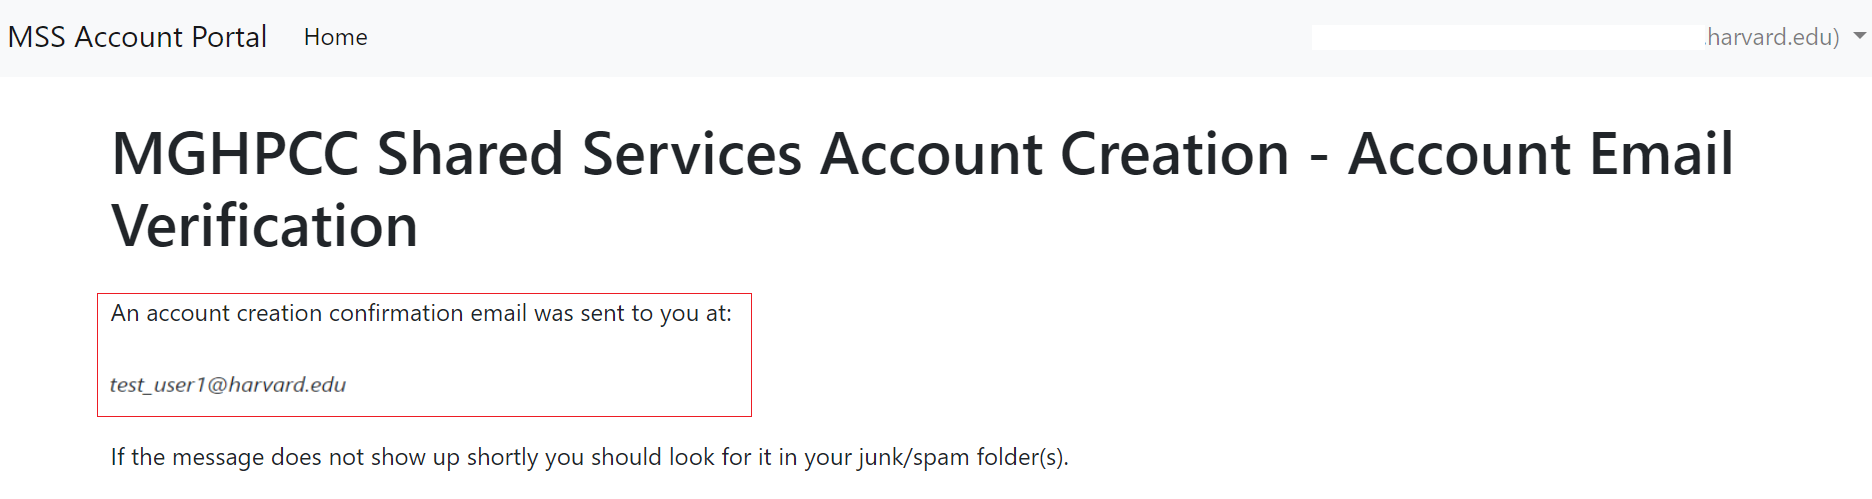 MSS Account Portal Home .harvard.edu)
MGHPCC Shared Services Account Creation - Account Email
Verification
An account creation confirmation email was sent to you at:
test_user1@harvard.edu
If the message does not show up shortly you should look for it in your junk/spam folder(s).